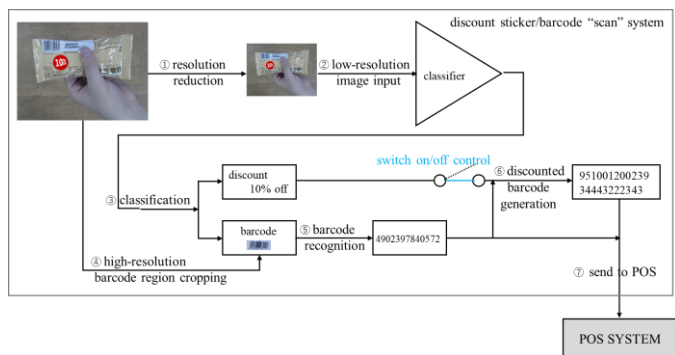 discount sticker/barcode “scan” system
① resolution
reduction
② low-resolution
image input
classifier
switch on/off control
③ classification
discount
10% off
⑥ discounted
barcode
generation
951001200239
34443222343
barcode
⑤ barcode
recognition
4902397840572
④ high-resolution
barcode region cropping
⑦ send to POS
POS SYSTEM